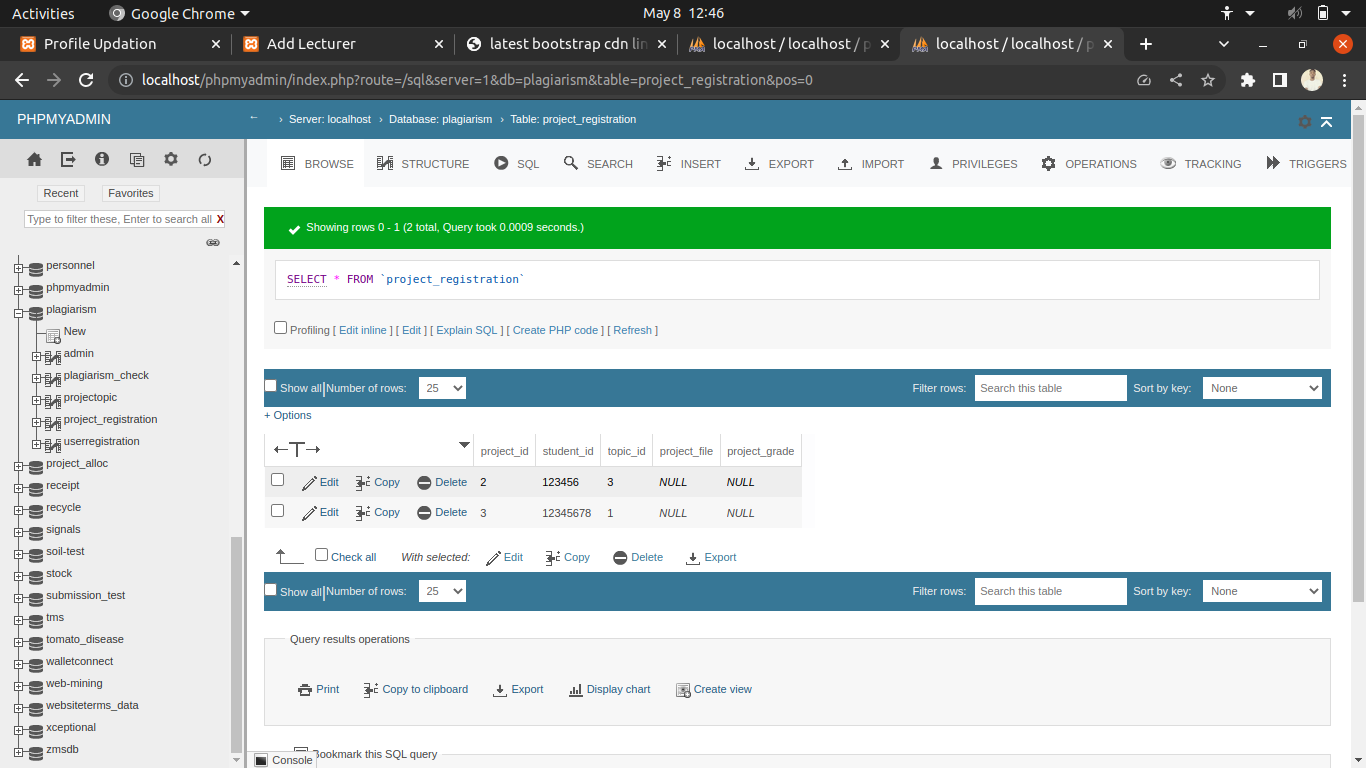 Activities Google Chrome May 8 12:46
Profile Updation Add Lecturer latest bootstrap cdn lin localhost / localhost / p localhost / localhost / p
localhost/phpmyadmin/index.php?route=/sql&server=1&db=plagiarism&table=project_registration&pos=0
PHPMYADMIN
Recent Favorites
Type to filter these, Enter to search all X
personnel
phpmyadmin
plagiarism
New
admin
plagiarism_check
projectopic
project_registration
userregistration
project_alloc
receipt
recycle
signals
soil-test
stock
submission_test
tms
tomato_disease
walletconnect
web-mining
websiteterms_data
xceptional
zmsdb
← › Server: localhost › Database: plagiarism › Table: project_registration
BROWSE STRUCTURE SQL SEARCH INSERT EXPORT IMPORT PRIVILEGES OPERATIONS TRACKING TRIGGERS
Showing rows 0 - 1 (2 total, Query took 0.0009 seconds.)
SELECT * FROM `project_registration`
Profiling [ Edit inline ] [ Edit ] [ Explain SQL ] [ Create PHP code ] [ Refresh ]
Show all | Number of rows: 25 Filter rows: Search this table Sort by key: None
+ Options
←T→ project_id student_id topic_id project_file project_grade
Edit Copy Delete 2 123456 3 NULL NULL
Edit Copy Delete 3 12345678 1 NULL NULL
Check all With selected: Edit Copy Delete Export
Show all | Number of rows: 25 Filter rows: Search this table Sort by key: None
Query results operations
Print Copy to clipboard Export Display chart Create view
Bookmark this SQL query
Console